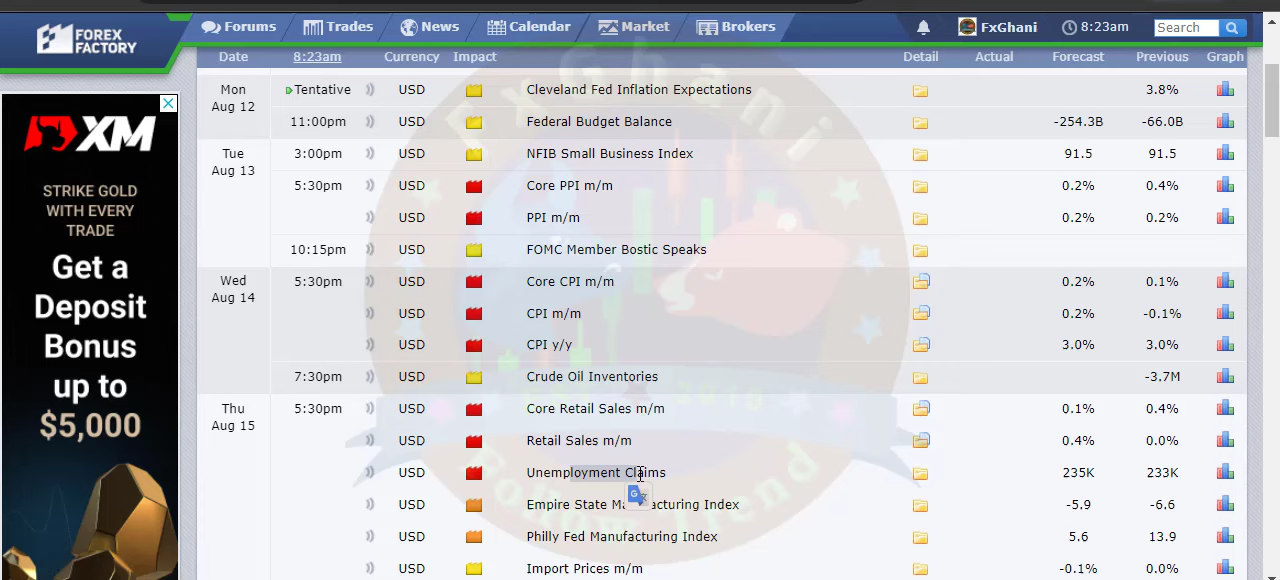 FOREX FACTORY
Forums Trades News Calendar Market Brokers FxGhani 8:23am Search
Date 8:23am Currency Impact Detail Actual Forecast Previous Graph
Mon Aug 12 Tentative USD Cleveland Fed Inflation Expectations 3.8%
11:00pm USD Federal Budget Balance -254.3B -66.0B
Tue Aug 13 3:00pm USD NFIB Small Business Index 91.5 91.5
5:30pm USD Core PPI m/m 0.2% 0.4%
USD PPI m/m 0.2% 0.2%
10:15pm USD FOMC Member Bostic Speaks
Wed Aug 14 5:30pm USD Core CPI m/m 0.2% 0.1%
USD CPI m/m 0.2% -0.1%
USD CPI y/y 3.0% 3.0%
7:30pm USD Crude Oil Inventories -3.7M
Thu Aug 15 5:30pm USD Core Retail Sales m/m 0.1% 0.4%
USD Retail Sales m/m 0.4% 0.0%
USD Unemployment Claims 235K 233K
USD Empire State Manufacturing Index -5.9 -6.6
USD Philly Fed Manufacturing Index 5.6 13.9
USD Import Prices m/m -0.1% 0.0%
XM
STRIKE GOLD
WITH EVERY
TRADE
Get a
Deposit
Bonus
up to
$5,000
FxGhani
Follow Trend